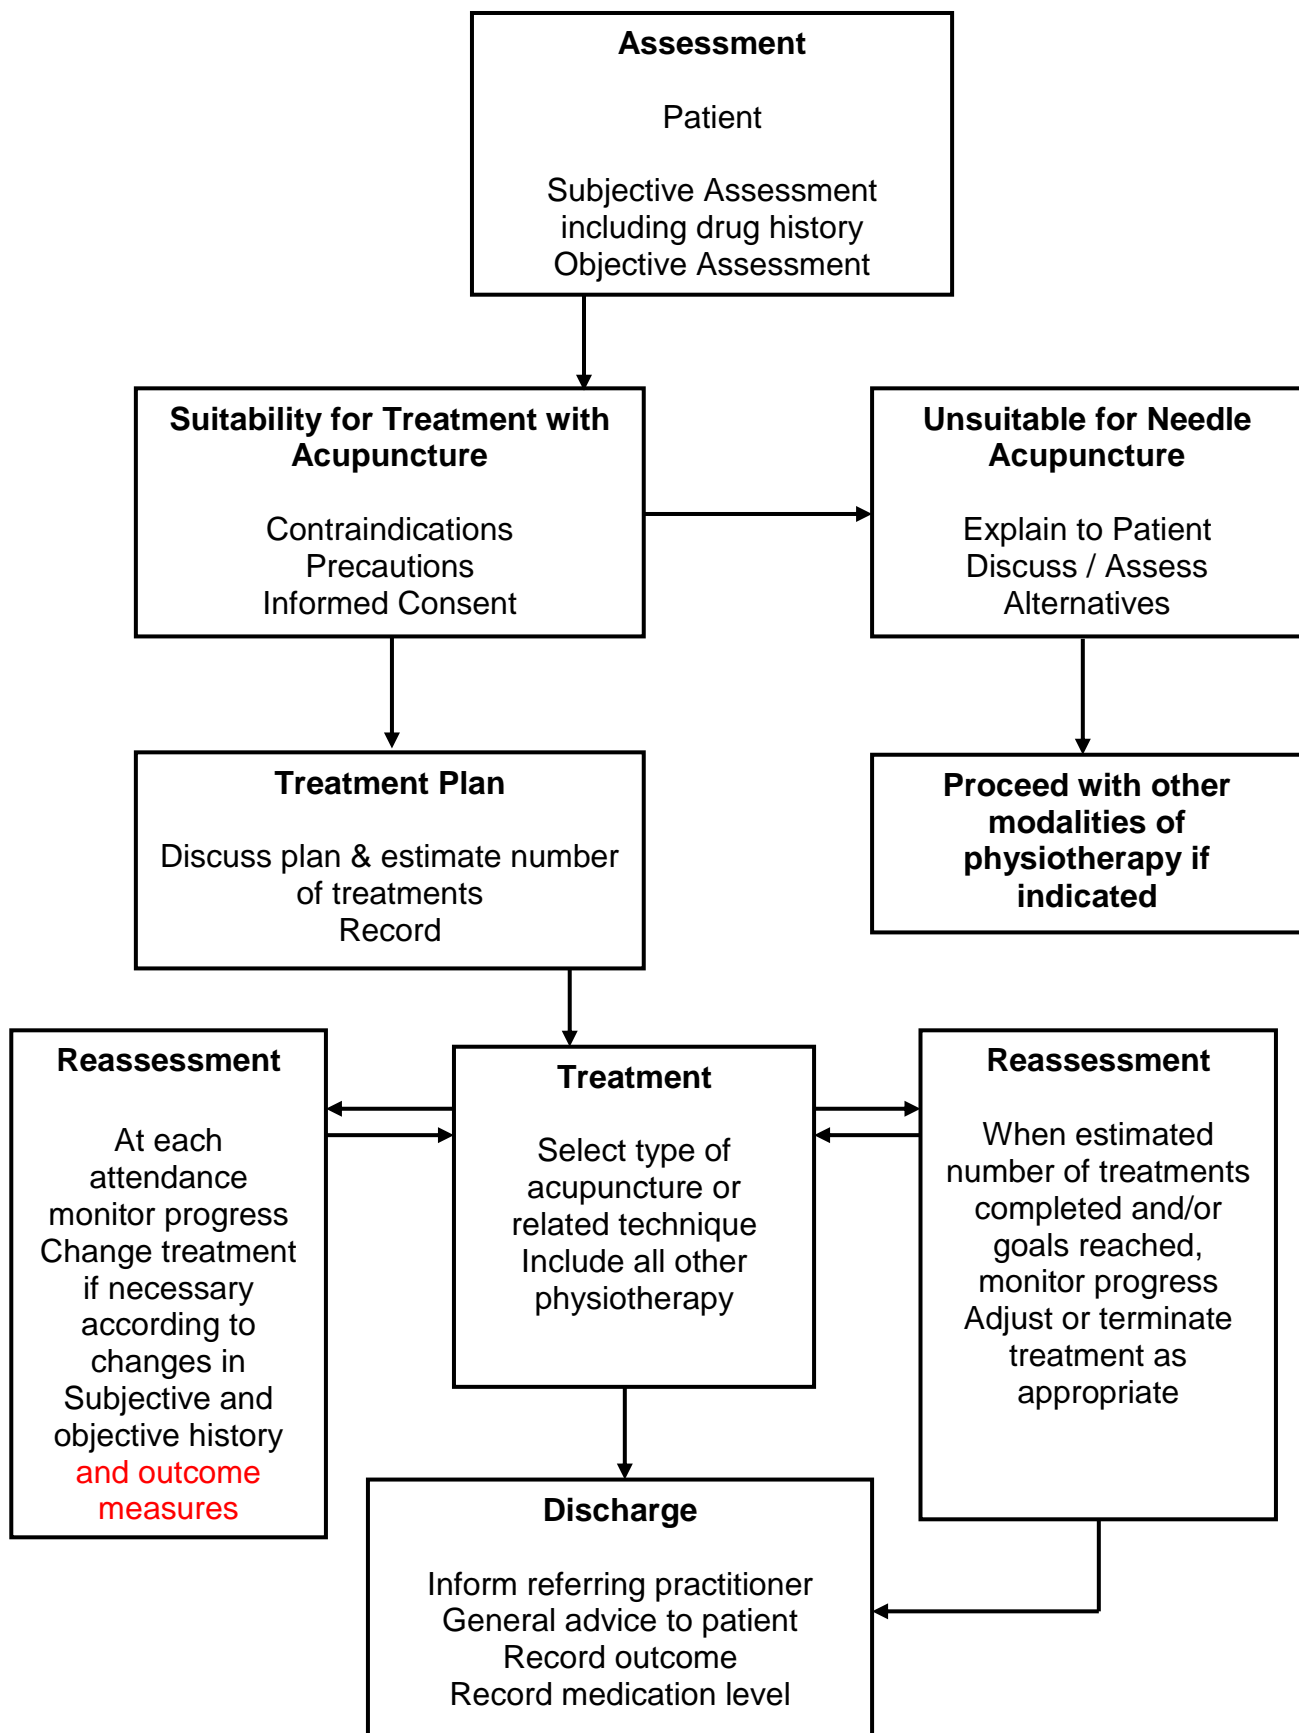 Assessment
Patient
Subjective Assessment
including drug history
Objective Assessment
Suitability for Treatment with
Acupuncture
Contraindications
Precautions
Informed Consent
Unsuitable for Needle
Acupuncture
Explain to Patient
Discuss / Assess
Alternatives
Treatment Plan
Discuss plan & estimate number
of treatments
Record
Proceed with other
modalities of
physiotherapy if
indicated
Reassessment
At each
attendance
monitor progress
Change treatment
if necessary
according to
changes in
Subjective and
objective history
and outcome
measures
Treatment
Select type of
acupuncture or
related technique
Include all other
physiotherapy
Reassessment
When estimated
number of treatments
completed and/or
goals reached,
monitor progress
Adjust or terminate
treatment as
appropriate
Discharge
Inform referring practitioner
General advice to patient
Record outcome
Record medication level